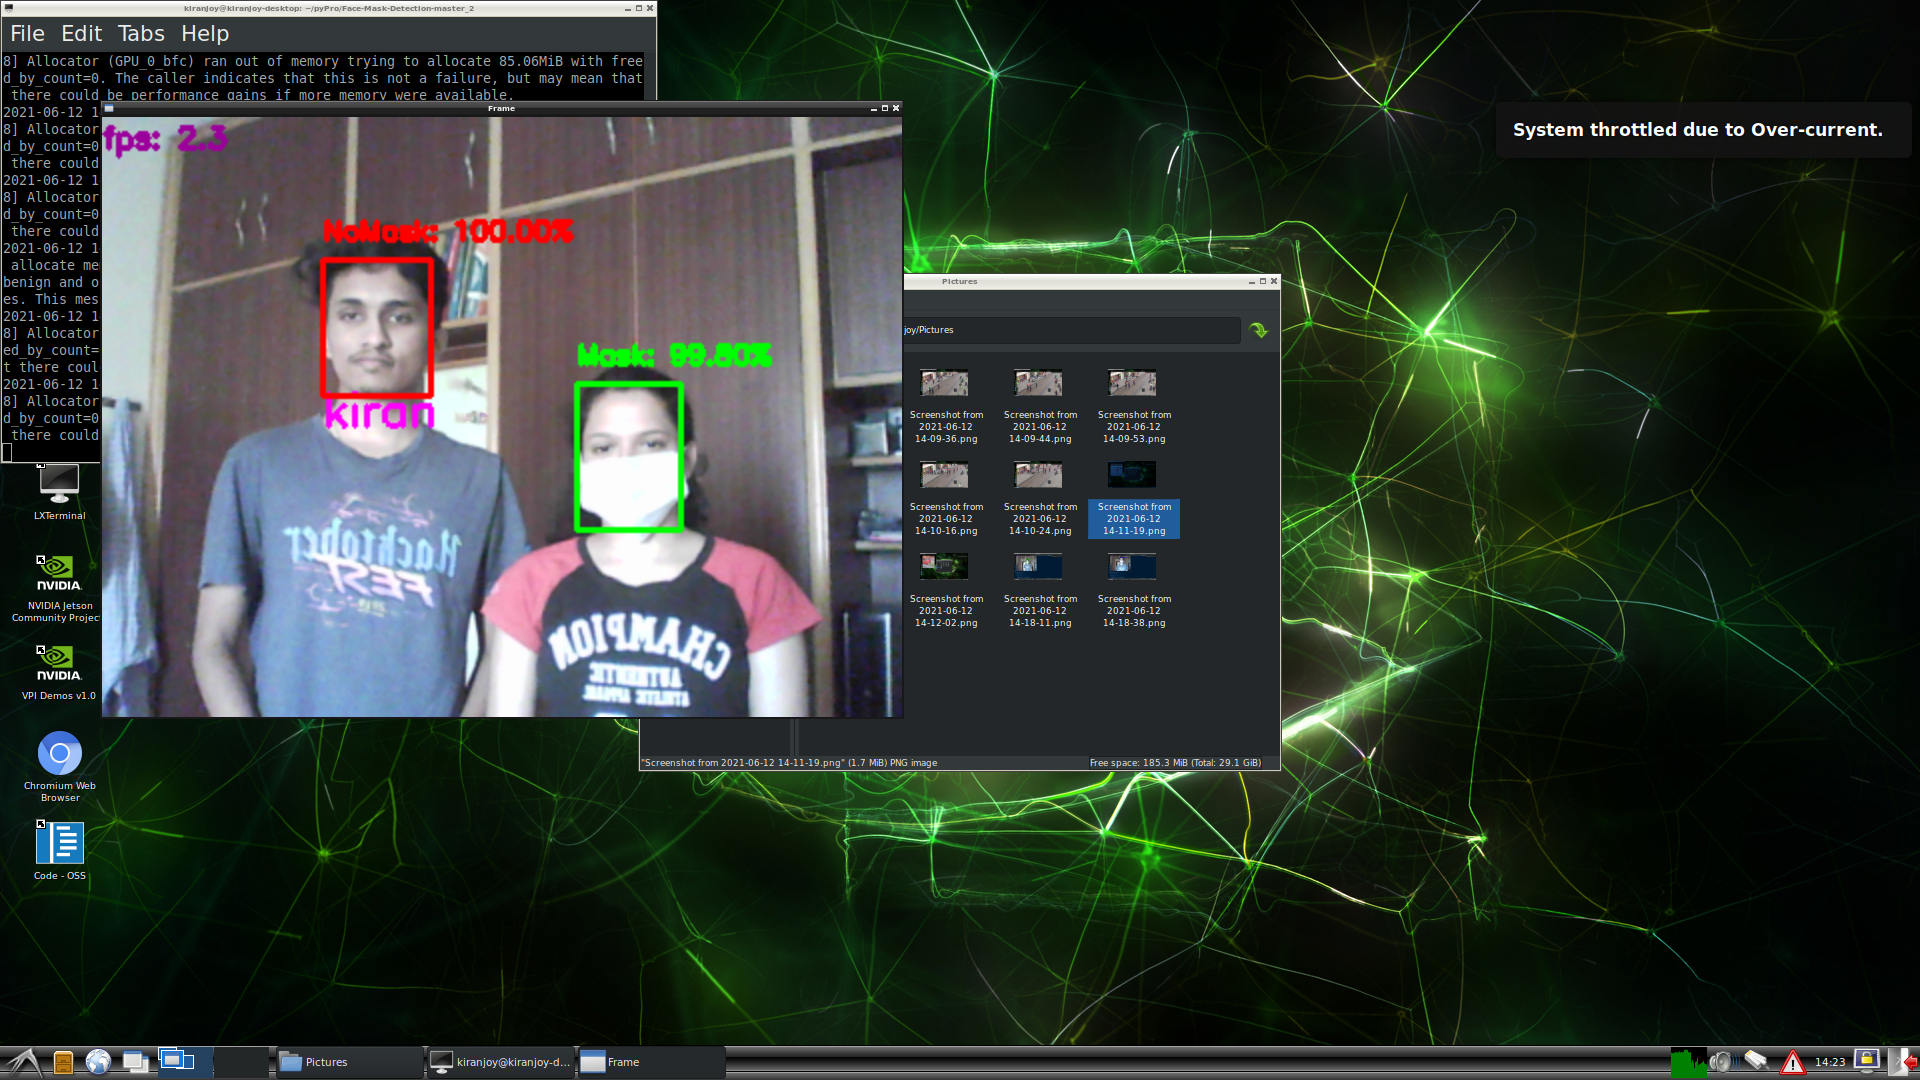 kiranjoy@kiranjoy-desktop: ~/pyPro/Face-Mask-Detection-master_2
File Edit Tabs Help
8] Allocator (GPU_0_bfc) ran out of memory trying to allocate 85.06MiB with free
d_by_count=0. The caller indicates that this is not a failure, but may mean that
there could be performance gains if more memory were available.
2021-06-12 1
8] Allocator
d_by_count=0
there could
2021-06-12 1
8] Allocator
d_by_count=0
there could
2021-06-12 1
allocate me
benign and o
es. This mes
2021-06-12 1
8] Allocator
ed_by_count=
t there coul
2021-06-12 1
8] Allocator
d_by_count=0
there could
Frame
fps: 2.3
NoMask: 100.00%
kiran
Mask: 99.80%
Hacktober
FEST
CHAMPION
AUTHENTIC
ATHLETIC APPAREL
System throttled due to Over-current.
Pictures
joy/Pictures
Screenshot from 2021-06-12 14-09-36.png
Screenshot from 2021-06-12 14-09-44.png
Screenshot from 2021-06-12 14-09-53.png
Screenshot from 2021-06-12 14-10-16.png
Screenshot from 2021-06-12 14-10-24.png
Screenshot from 2021-06-12 14-11-19.png
Screenshot from 2021-06-12 14-12-02.png
Screenshot from 2021-06-12 14-18-11.png
Screenshot from 2021-06-12 14-18-38.png
"Screenshot from 2021-06-12 14-11-19.png" (1.7 MiB) PNG image
Free space: 185.3 MiB (Total: 29.1 GiB)
LXTerminal
NVIDIA.
NVIDIA Jetson
Community Projec
NVIDIA.
VPI Demos v1.0
Chromium Web
Browser
Code - OSS
Pictures
kiranjoy@kiranjoy-d...
Frame
14:23